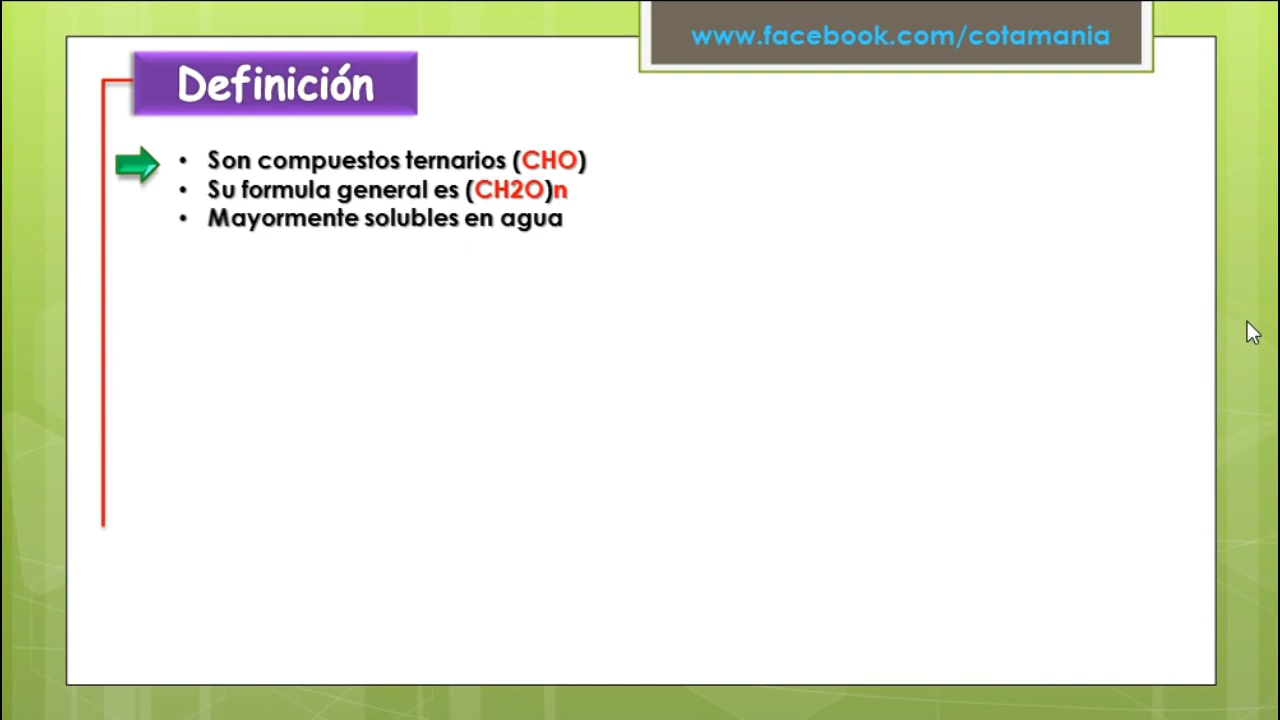 www.facebook.com/cotamania
Definición
• Son compuestos ternarios (CHO)
• Su formula general es (CH2O)n
• Mayormente solubles en agua